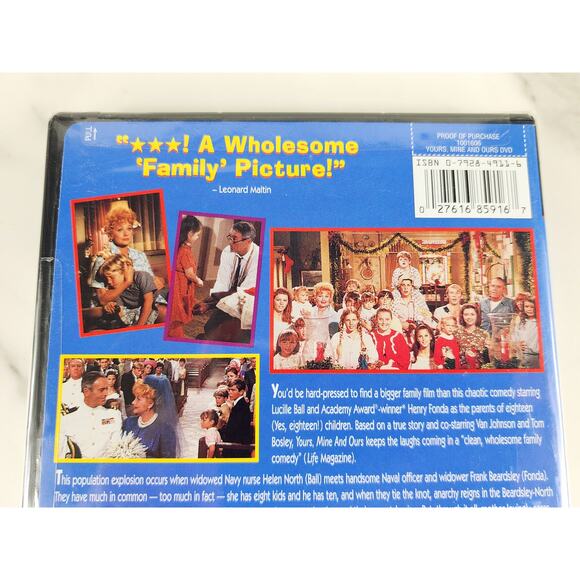 PULL
PROOF OF PURCHASE
1001606
YOURS, MINE AND OURS DVD
ISBN 0-7928-4911-6
0 27616 85916 7
"★★★! A Wholesome
'Family' Picture!"
– Leonard Maltin
You'd be hard-pressed to find a bigger family film than this chaotic comedy starring
Lucille Ball and Academy Award®-winner* Henry Fonda as the parents of eighteen
(Yes, eighteen!) children. Based on a true story and co-starring Van Johnson and Tom
Bosley, Yours, Mine And Ours keeps the laughs coming in a "clean, wholesome family
comedy" (Life Magazine).
This population explosion occurs when widowed Navy nurse Helen North (Ball) meets handsome Naval officer and widower Frank Beardsley (Fonda).
They have much in common — too much in fact — she has eight kids and he has ten, and when they tie the knot, anarchy reigns in the Beardsley-North